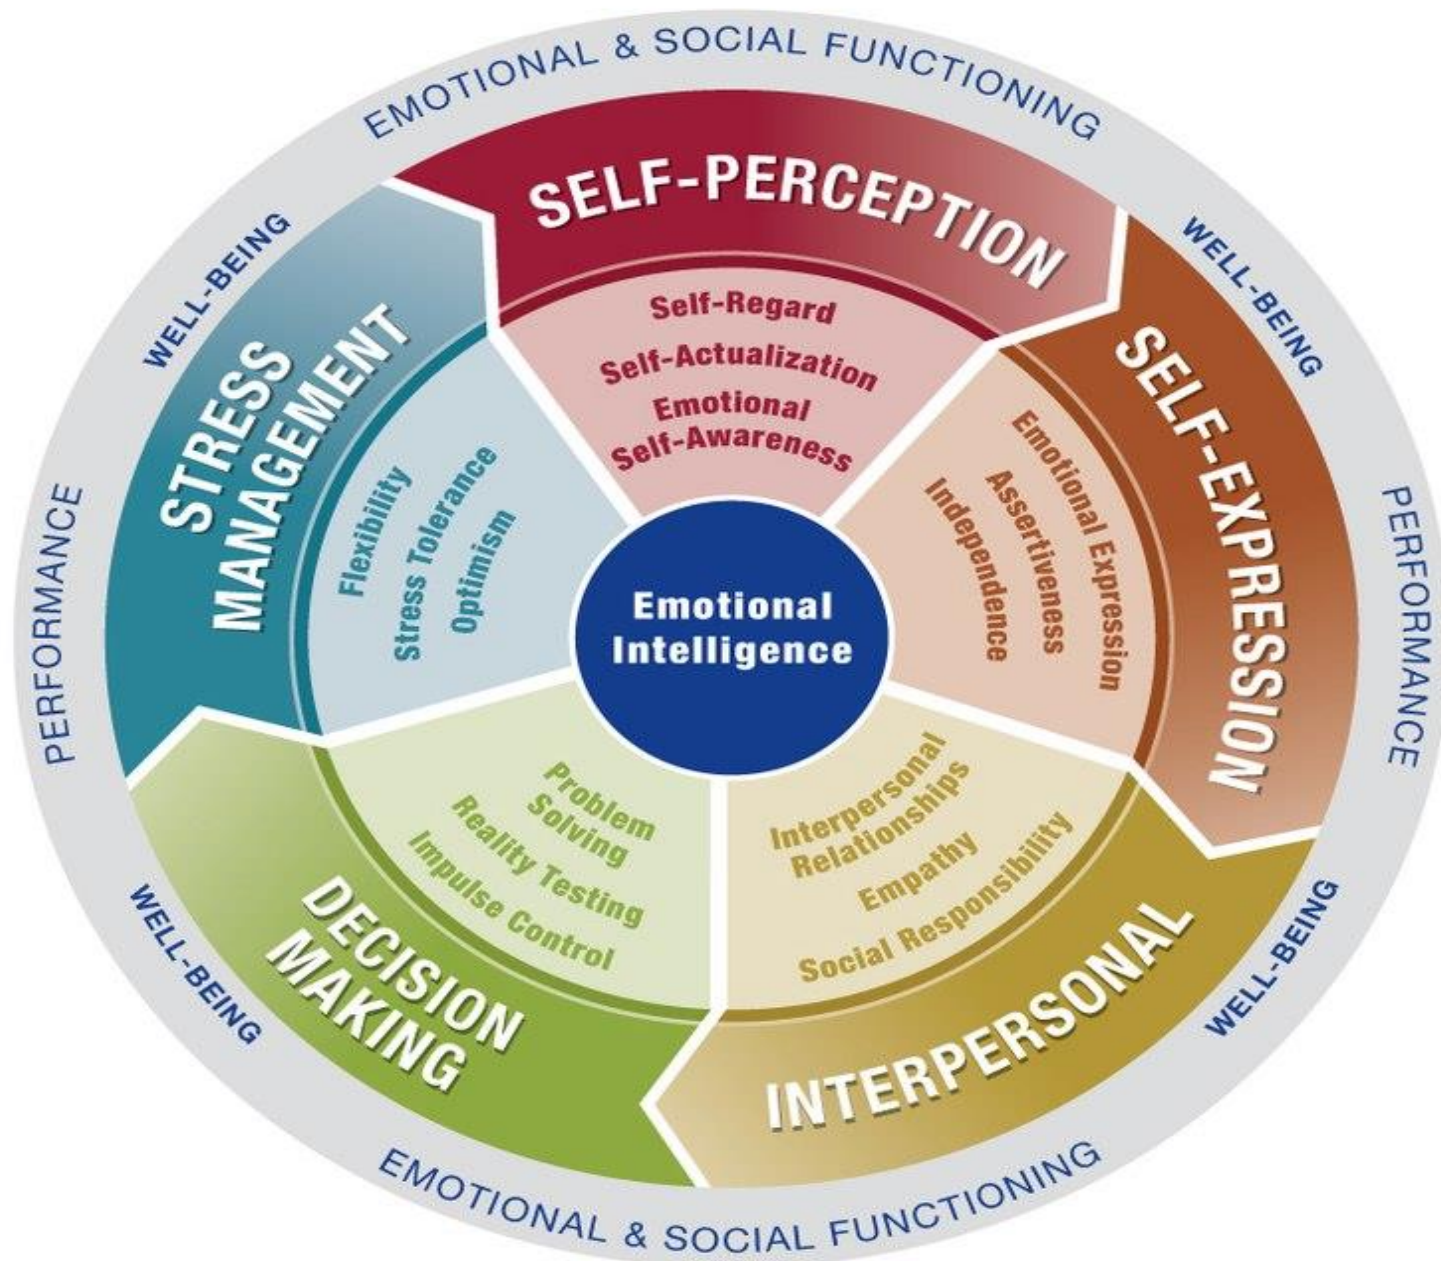 EMOTIONAL & SOCIAL FUNCTIONING
WELL-BEING
WELL-BEING
PERFORMANCE
PERFORMANCE
WELL-BEING
WELL-BEING
EMOTIONAL & SOCIAL FUNCTIONING
SELF-PERCEPTION
Self-Regard
Self-Actualization
Emotional
Self-Awareness
SELF-EXPRESSION
Emotional Expression
Assertiveness
Independence
INTERPERSONAL
Interpersonal
Relationships
Empathy
Social Responsibility
DECISION
MAKING
Problem
Solving
Reality Testing
Impulse Control
STRESS
MANAGEMENT
Flexibility
Stress Tolerance
Optimism
Emotional
Intelligence